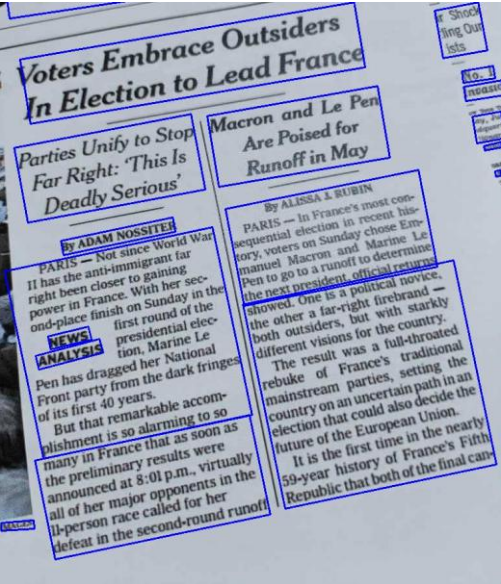 Voters Embrace Outsiders
In Election to Lead France
Parties Unify to Stop
Far Right: ‘This Is
Deadly Serious’
By ADAM NOSSITER
PARIS — Not since World War
II has the anti-immigrant far
right been closer to gaining
power in France. With her sec-
ond-place finish on Sunday in the
NEWS
ANALYSIS
first round of the
presidential elec-
tion, Marine Le
Pen has dragged her National
Front party from the dark fringes
of its first 40 years.
But that remarkable accom-
plishment is so alarming to so
many in France that as soon as
the preliminary results were
announced at 8:01 p.m., virtually
all of her major opponents in the
11-person race called for her
defeat in the second-round runoff
Macron and Le Pen
Are Poised for
Runoff in May
By ALISSA J. RUBIN
PARIS — In France's most con-
sequential election in recent his-
tory, voters on Sunday chose Em-
manuel Macron and Marine Le
Pen to go to a runoff to determine
the next president, official returns
showed. One is a political novice,
the other a far-right firebrand —
both outsiders, but with starkly
different visions for the country.
The result was a full-throated
rebuke of France's traditional
mainstream parties, setting the
country on an uncertain path in an
election that could also decide the
future of the European Union.
It is the first time in the nearly
59-year history of France's Fifth
Republic that both of the final can-
Shock
ling Our
ists
No. 1